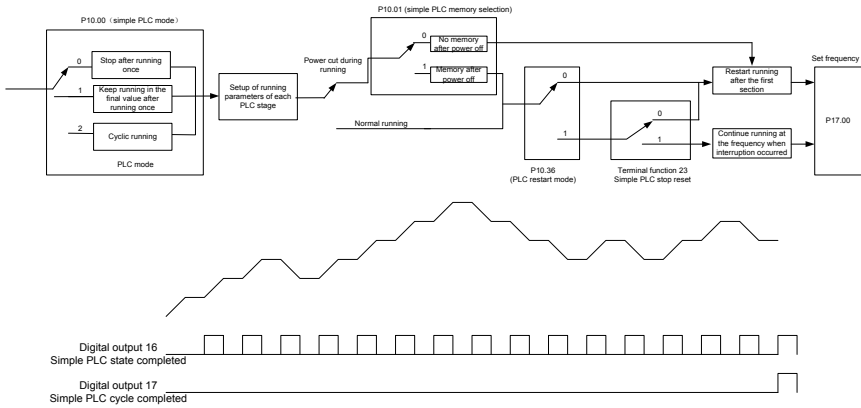 P10.00（simple PLC mode)
0
Stop after running
once
1
Keep running in the
final value after
running once
2
Cyclic running
PLC mode
Setup of running
parameters of each
PLC stage
Power cut during
running
Normal running
P10.01 (simple PLC memory selection)
0
No memory
after power off
1
Memory after
power off
0
1
P10.36
(PLC restart mode)
0
1
Terminal function 23
Simple PLC stop reset
Restart running
after the first
section
Continue running at
the frequency when
interruption occurred
Set frequency
P17.00
Digital output 16
Simple PLC state completed
Digital output 17
Simple PLC cycle completed